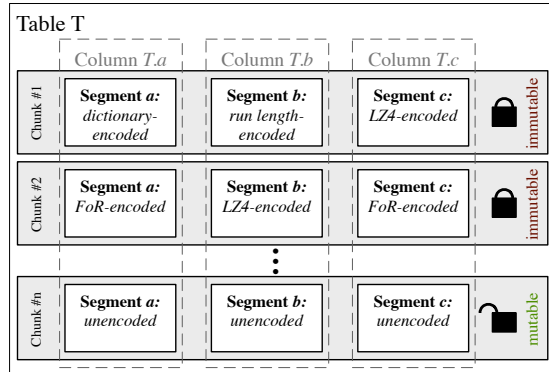 Table T
Column T.a Column T.b Column T.c
Chunk #1
Segment a:
dictionary-
encoded
Segment b:
run length-
encoded
Segment c:
LZ4-encoded
immutable
Chunk #2
Segment a:
FoR-encoded
Segment b:
LZ4-encoded
Segment c:
FoR-encoded
immutable
Chunk #n
Segment a:
unencoded
Segment b:
unencoded
Segment c:
unencoded
mutable